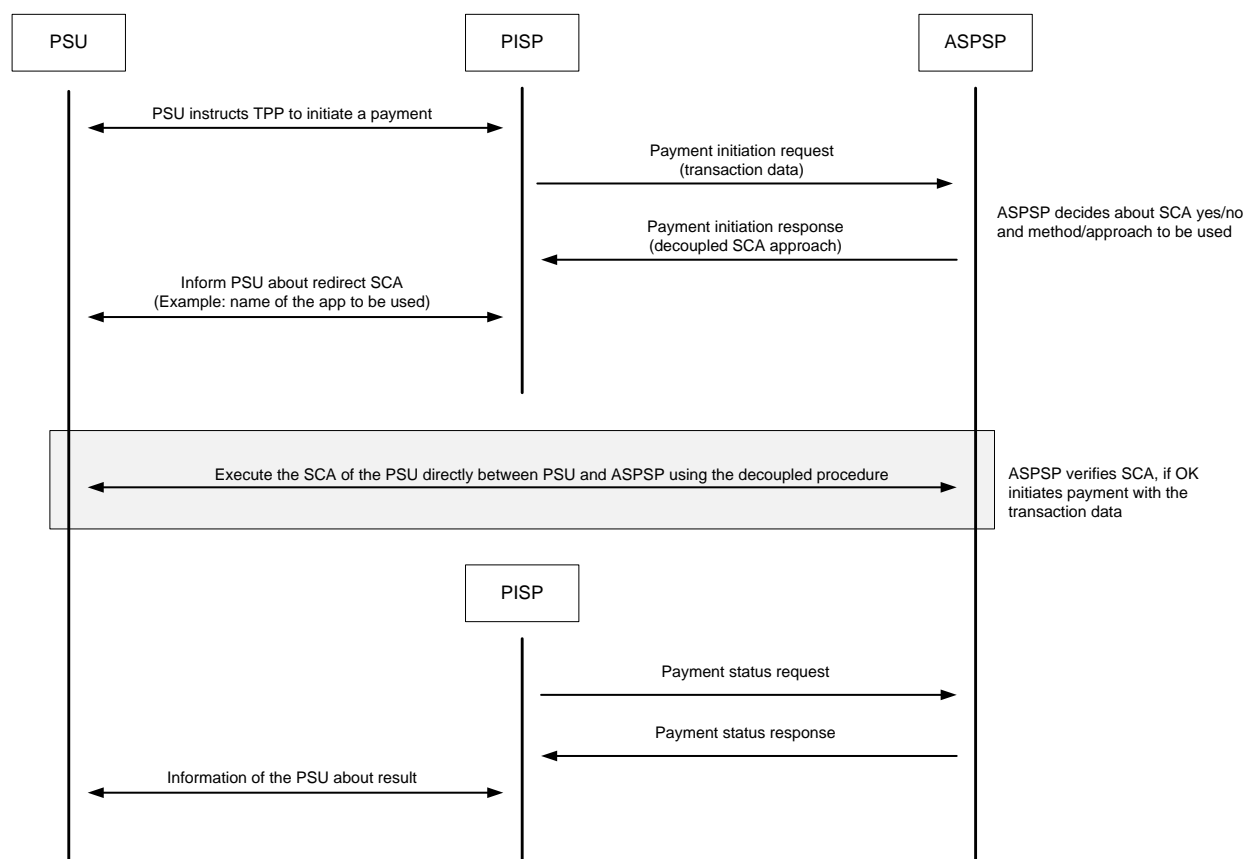 PSU
PISP
ASPSP
PSU instructs TPP to initiate a payment
Payment initiation request
(transaction data)
ASPSP decides about SCA yes/no
and method/approach to be used
Payment initiation response
(decoupled SCA approach)
Inform PSU about redirect SCA
(Example: name of the app to be used)
Execute the SCA of the PSU directly between PSU and ASPSP using the decoupled procedure
ASPSP verifies SCA, if OK
initiates payment with the
transaction data
PISP
Payment status request
Payment status response
Information of the PSU about result